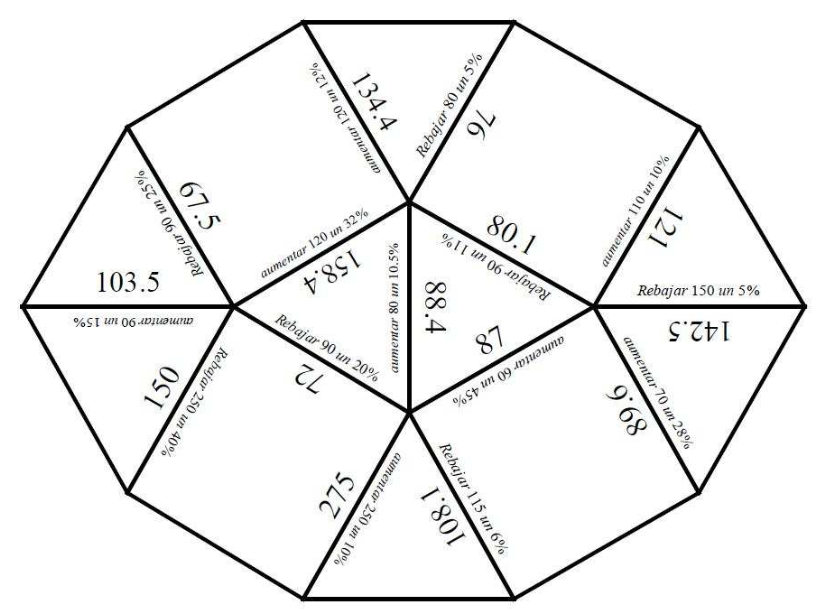 aumentar 120 un 12%
134.4
Rebajar 80 un 5%
76
Rebajar 90 un 25%
67.5
aumentar 110 un 10%
121
aumentar 120 un 32%
158.4
Rebajar 90 un 11%
80.1
103.5
aumentar 90 un 15%
aumentar 80 un 10.5%
88.4
Rebajar 150 un 5%
142.5
Rebajar 90 un 20%
72
aumentar 60 un 45%
87
Rebajar 250 un 40%
150
aumentar 70 un 28%
89.6
275
aumentar 250 un 10%
Rebajar 115 un 6%
108.1